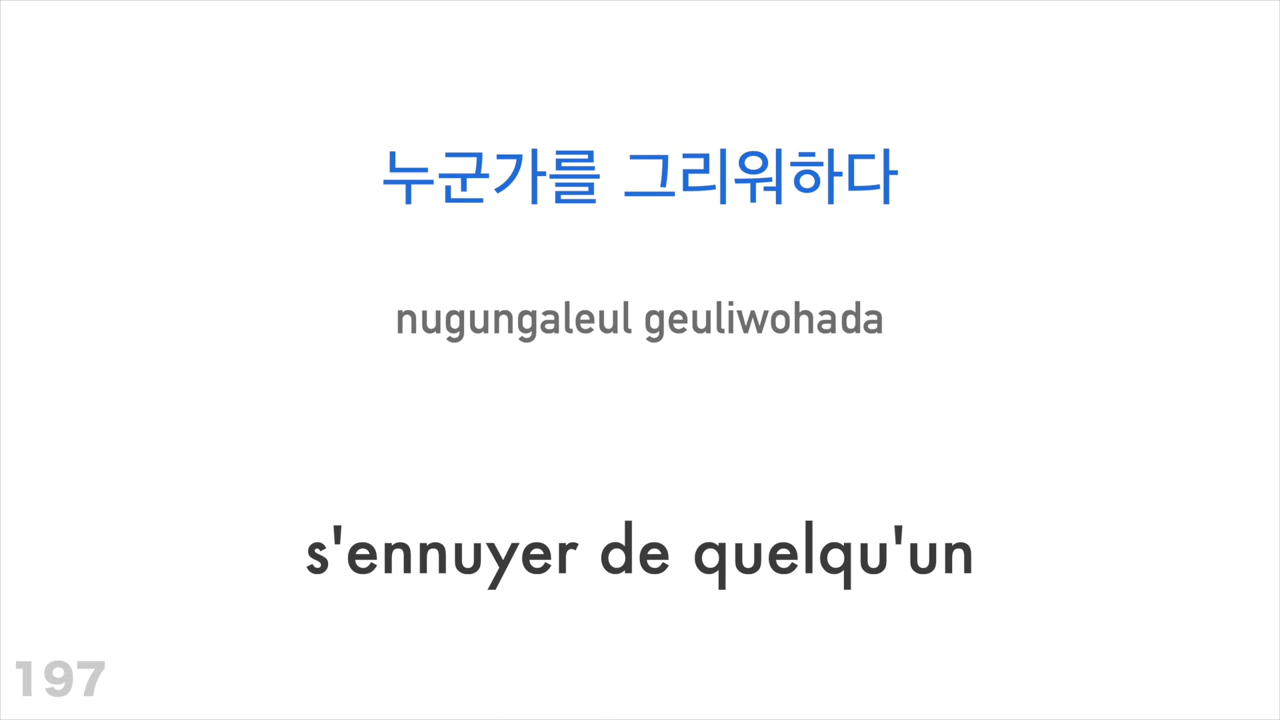 누군가를 그리워하다
nugungaleul geuliwohada
s'ennuyer de quelqu'un
197